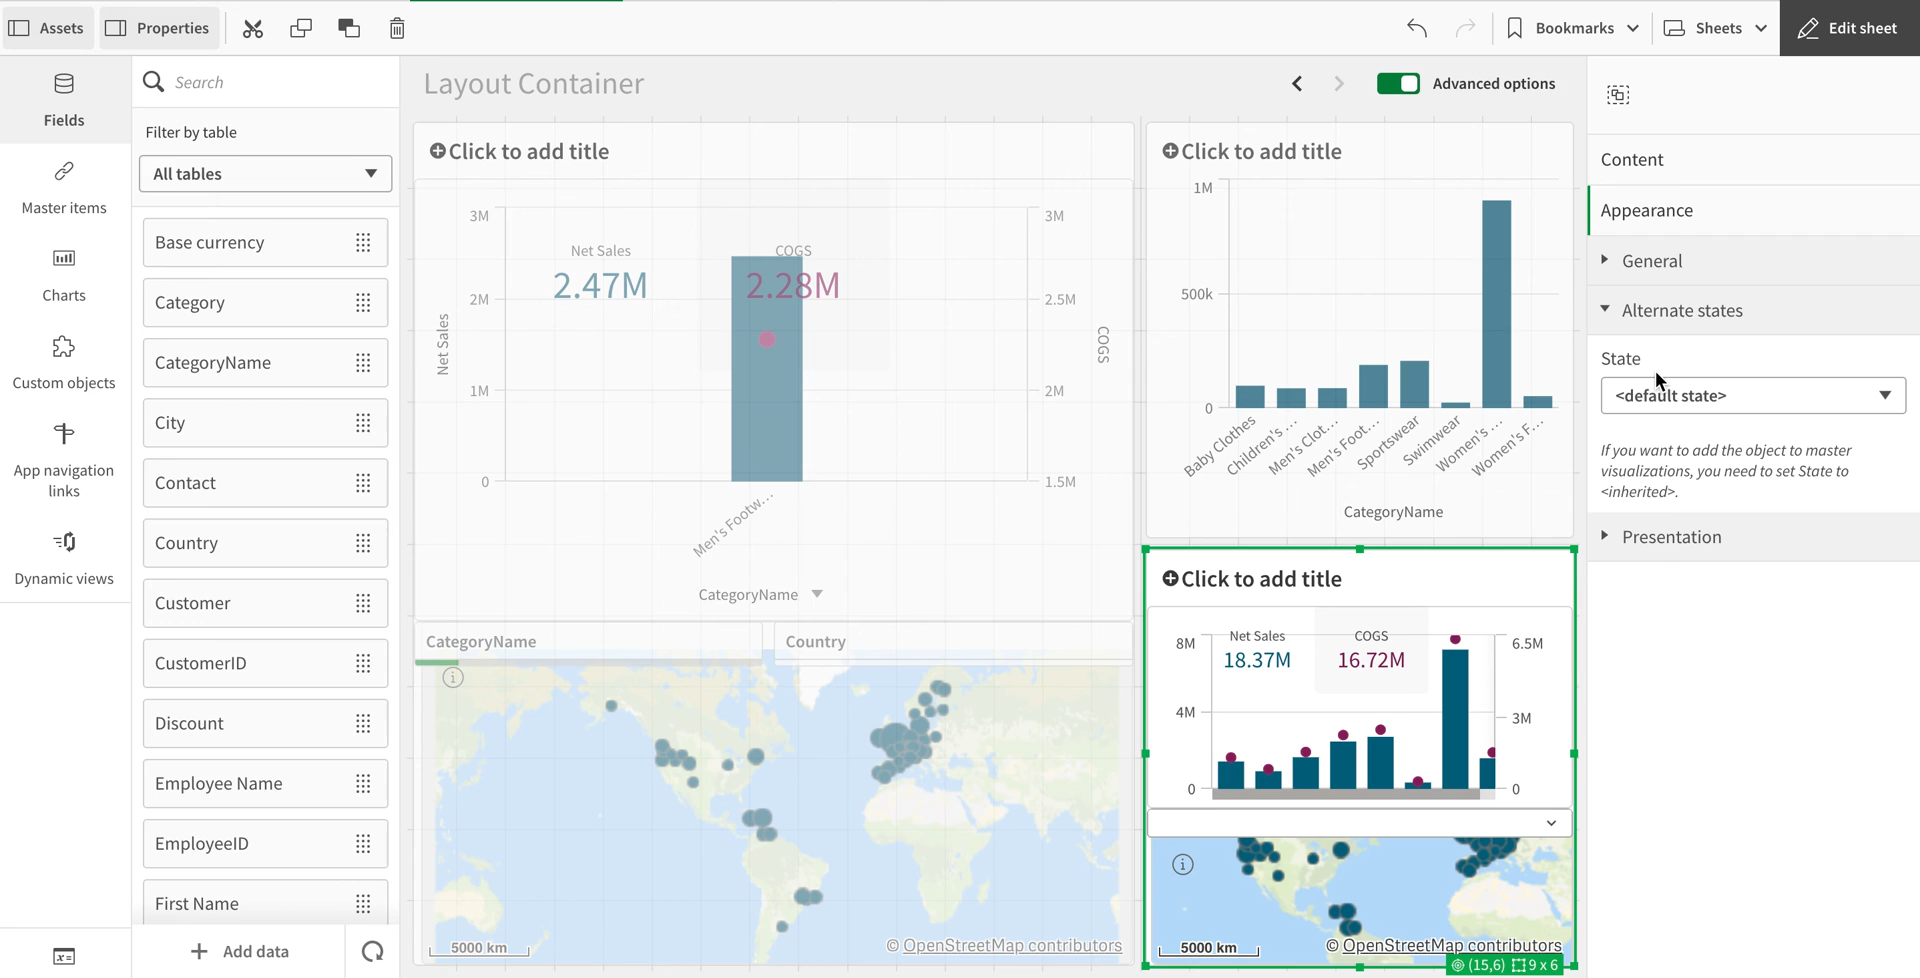 Assets
Properties
Bookmarks
Sheets
Edit sheet
Fields
Master items
Charts
Custom objects
App navigation
links
Dynamic views
Search
Filter by table
All tables
Base currency
Category
CategoryName
City
Contact
Country
Customer
CustomerID
Discount
Employee Name
EmployeeID
First Name
Add data
Layout Container
Advanced options
Click to add title
3M
2M
1M
0
Net Sales
Net Sales
2.47M
COGS
2.28M
3M
2.5M
2M
1.5M
COGS
Men's Footw...
CategoryName
CategoryName
Country
5000 km
© OpenStreetMap contributors
Click to add title
1M
500k
0
Baby Clothes
Children's ...
Men's Clot...
Men's Foot...
Sportswear
Swimwear
Women's ...
Women's F...
CategoryName
Click to add title
8M
4M
0
Net Sales
18.37M
COGS
16.72M
6.5M
3M
0
5000 km
© OpenStreetMap contributors
(15,6) 9 x 6
Content
Appearance
General
Alternate states
State
<default state>
If you want to add the object to master
visualizations, you need to set State to
<inherited>.
Presentation